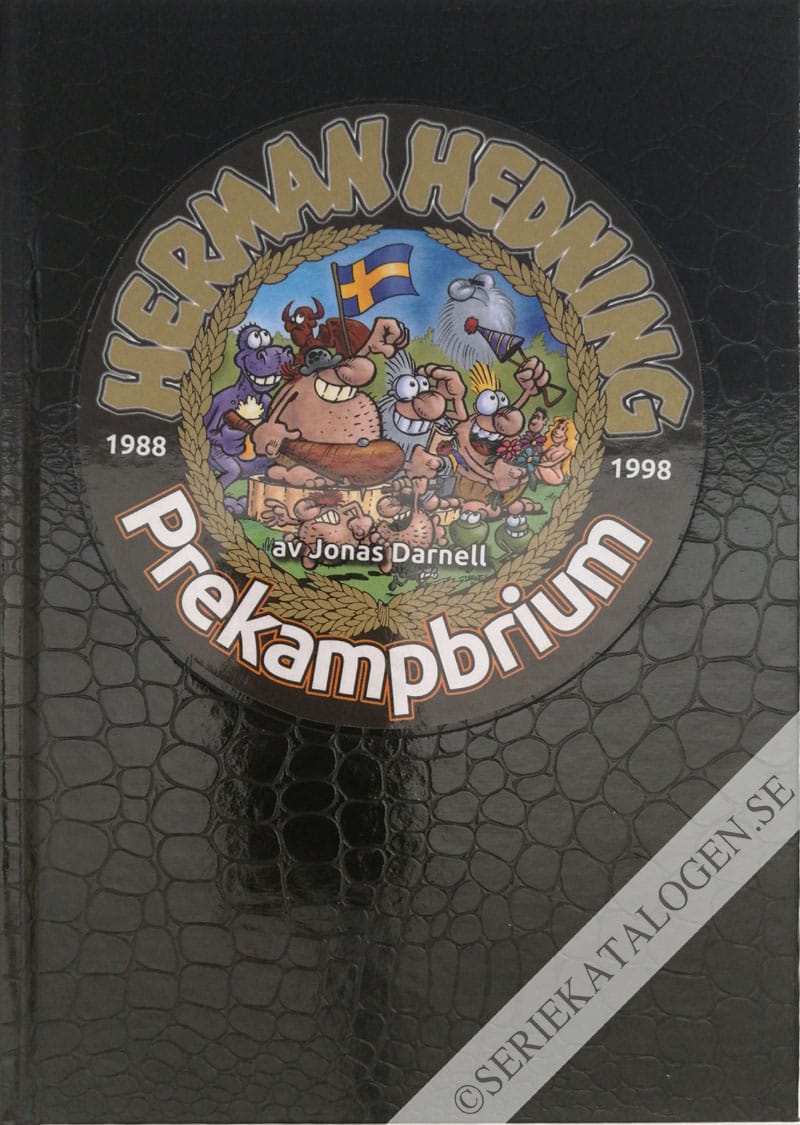 HERMAN HEDNING
1988
1998
av Jonas Darnell
Prekampbrium
©SERIEKATALOGEN.SE